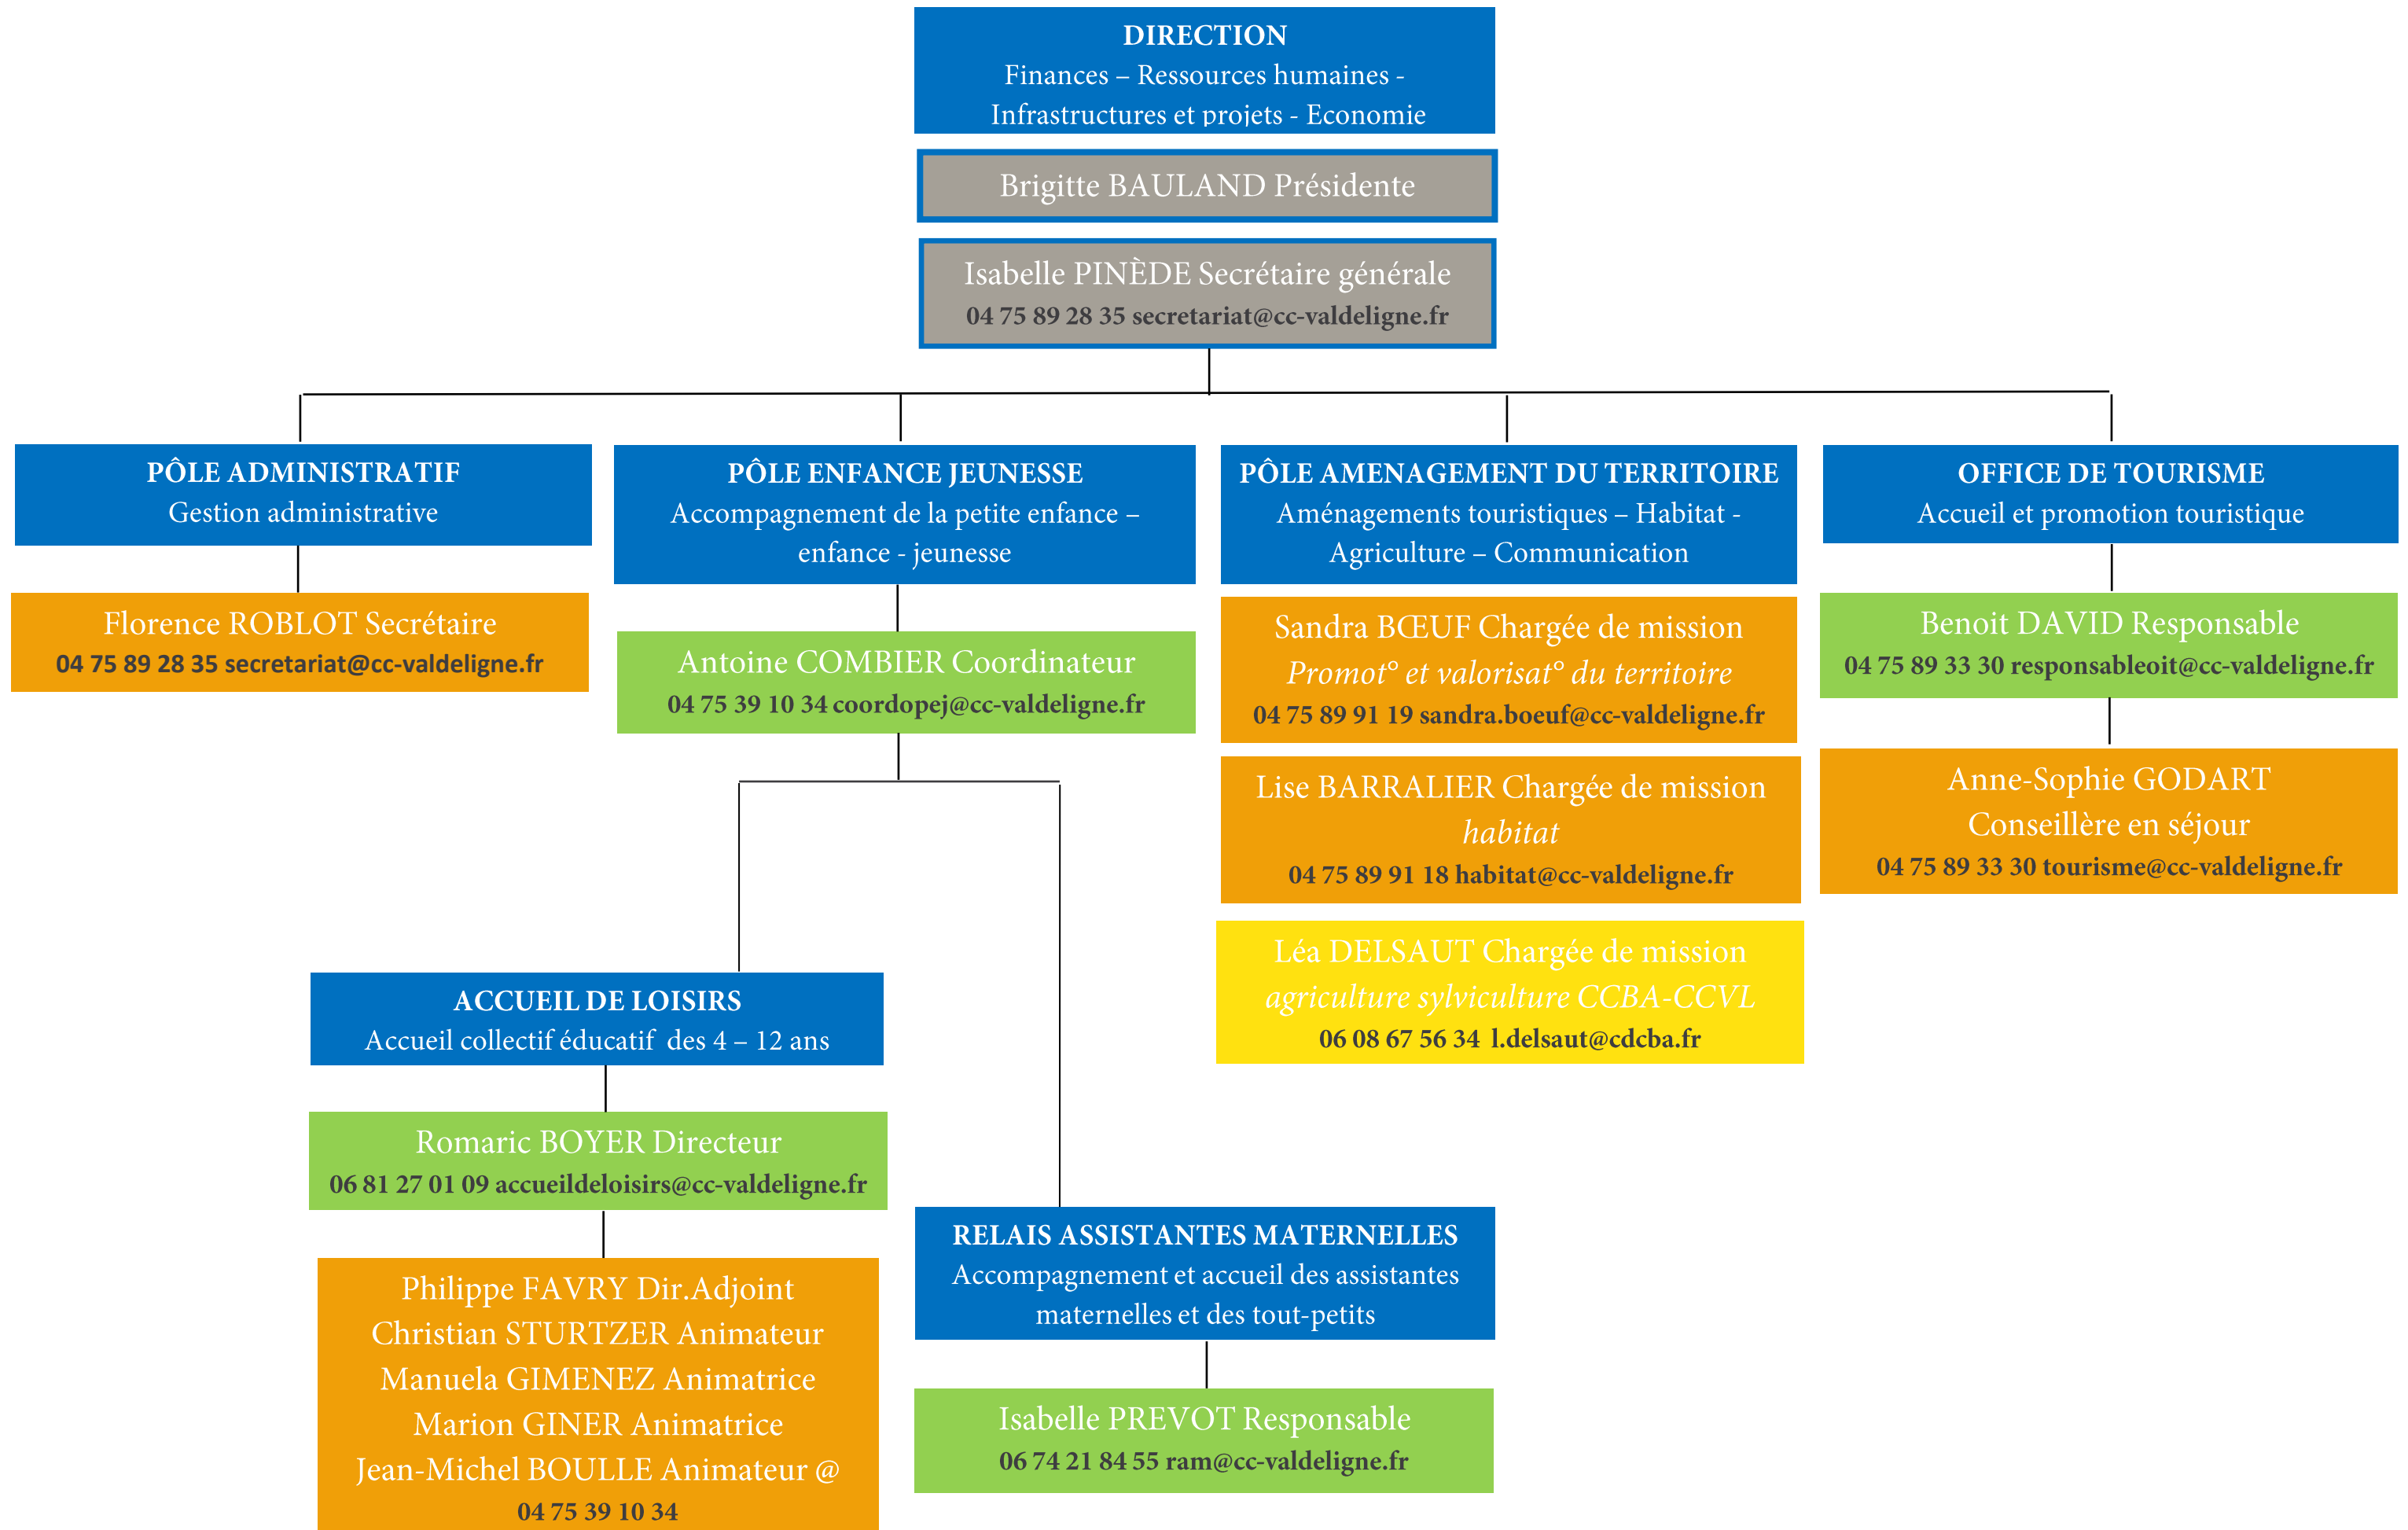 DIRECTION
Finances – Ressources humaines -
Infrastructures et projets - Economie
Brigitte BAULAND Présidente
Isabelle PINÈDE Secrétaire générale
04 75 89 28 35 secretariat@cc-valdeligne.fr
PÔLE ADMINISTRATIF
Gestion administrative
Florence ROBLOT Secrétaire
04 75 89 28 35 secretariat@cc-valdeligne.fr
PÔLE ENFANCE JEUNESSE
Accompagnement de la petite enfance –
enfance - jeunesse
Antoine COMBIER Coordinateur
04 75 39 10 34 coordopej@cc-valdeligne.fr
PÔLE AMENAGEMENT DU TERRITOIRE
Aménagements touristiques – Habitat -
Agriculture – Communication
Sandra BŒUF Chargée de mission
Promot° et valorisat° du territoire
04 75 89 91 19 sandra.boeuf@cc-valdeligne.fr
Lise BARRALIER Chargée de mission
habitat
04 75 89 91 18 habitat@cc-valdeligne.fr
Léa DELSAUT Chargée de mission
agriculture sylviculture CCBA-CCVL
06 08 67 56 34 l.delsaut@cdcba.fr
OFFICE DE TOURISME
Accueil et promotion touristique
Benoit DAVID Responsable
04 75 89 33 30 responsableoit@cc-valdeligne.fr
Anne-Sophie GODART
Conseillère en séjour
04 75 89 33 30 tourisme@cc-valdeligne.fr
ACCUEIL DE LOISIRS
Accueil collectif éducatif des 4 – 12 ans
Romaric BOYER Directeur
06 81 27 01 09 accueildeloisirs@cc-valdeligne.fr
Philippe FAVRY Dir.Adjoint
Christian STURTZER Animateur
Manuela GIMENEZ Animatrice
Marion GINER Animatrice
Jean-Michel BOULLE Animateur @
04 75 39 10 34
RELAIS ASSISTANTES MATERNELLES
Accompagnement et accueil des assistantes
maternelles et des tout-petits
Isabelle PREVOT Responsable
06 74 21 84 55 ram@cc-valdeligne.fr